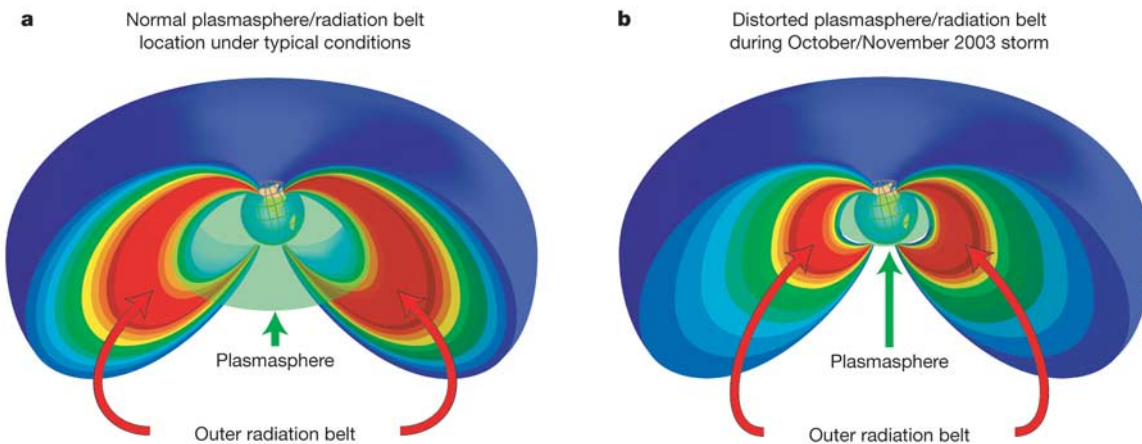 a
Normal plasmasphere/radiation belt
location under typical conditions
Plasmasphere
Outer radiation belt
b
Distorted plasmasphere/radiation belt
during October/November 2003 storm
Plasmasphere
Outer radiation belt